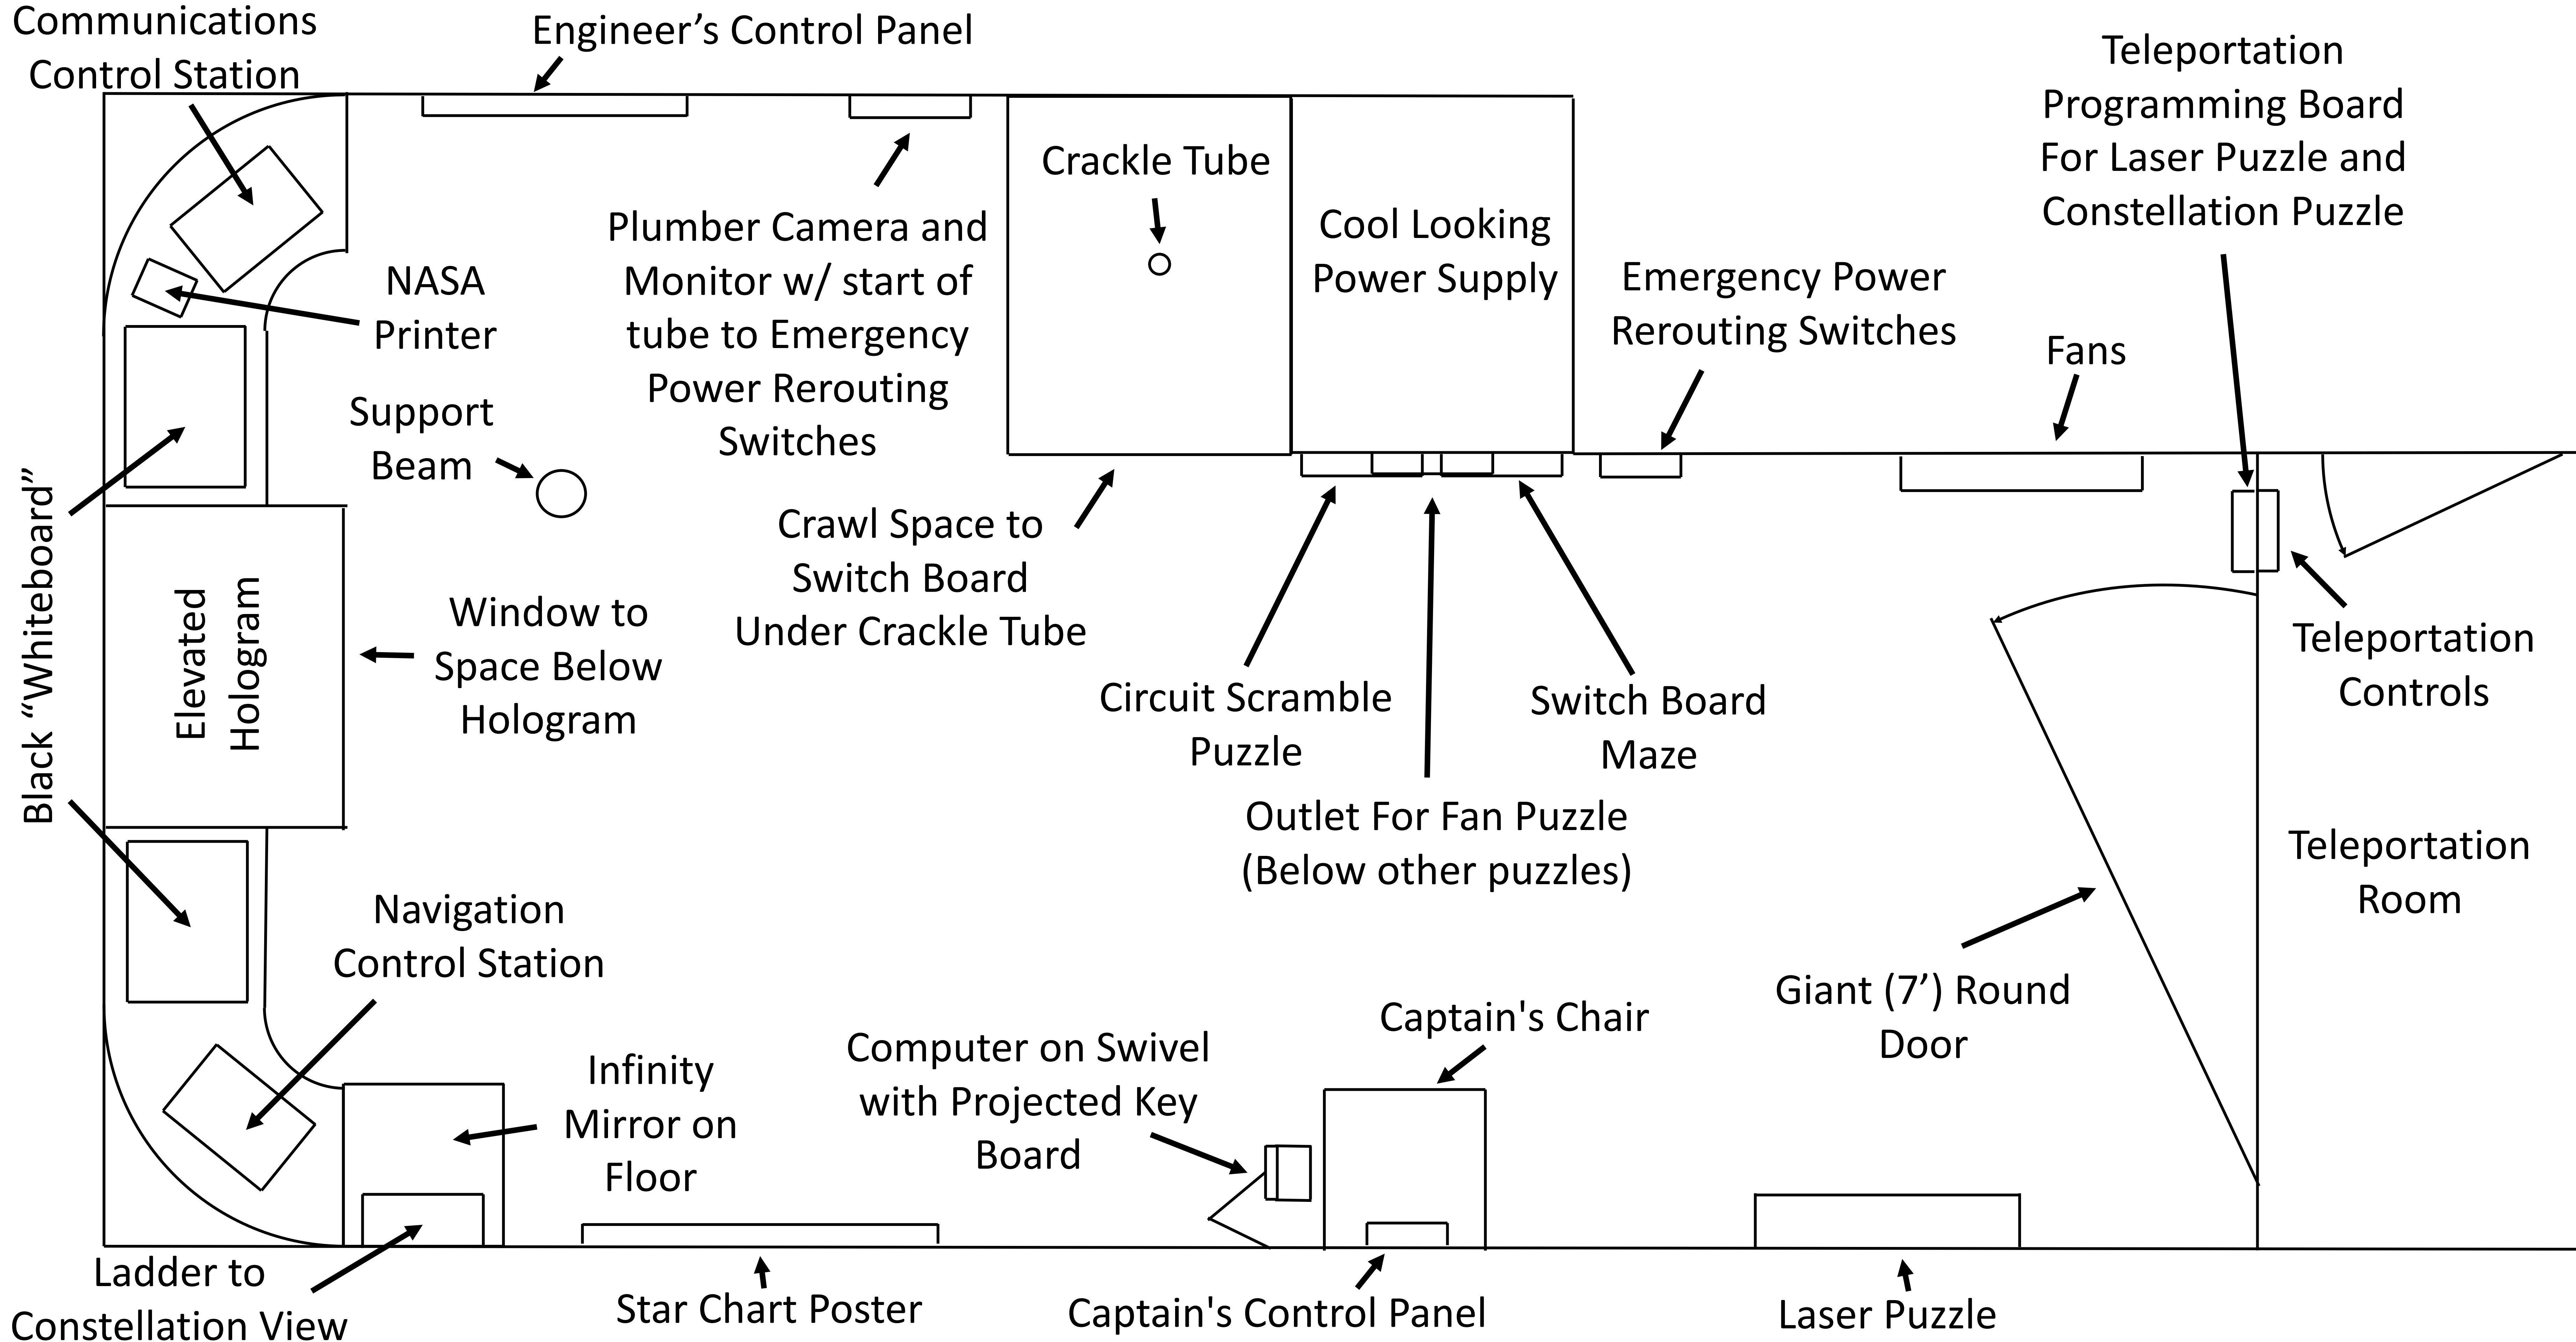 Communications
Control Station
Engineer’s Control Panel
Teleportation
Programming Board
For Laser Puzzle and
Constellation Puzzle
Crackle Tube
Cool Looking
Power Supply
Plumber Camera and
Monitor w/ start of
tube to Emergency
Power Rerouting
Switches
NASA
Printer
Emergency Power
Rerouting Switches
Fans
Support
Beam
Black “Whiteboard”
Crawl Space to
Switch Board
Under Crackle Tube
Elevated
Hologram
Window to
Space Below
Hologram
Circuit Scramble
Puzzle
Switch Board
Maze
Teleportation
Controls
Outlet For Fan Puzzle
(Below other puzzles)
Teleportation
Room
Navigation
Control Station
Giant (7’) Round
Door
Captain's Chair
Computer on Swivel
with Projected Key
Board
Infinity
Mirror on
Floor
Ladder to
Constellation View
Star Chart Poster
Captain's Control Panel
Laser Puzzle